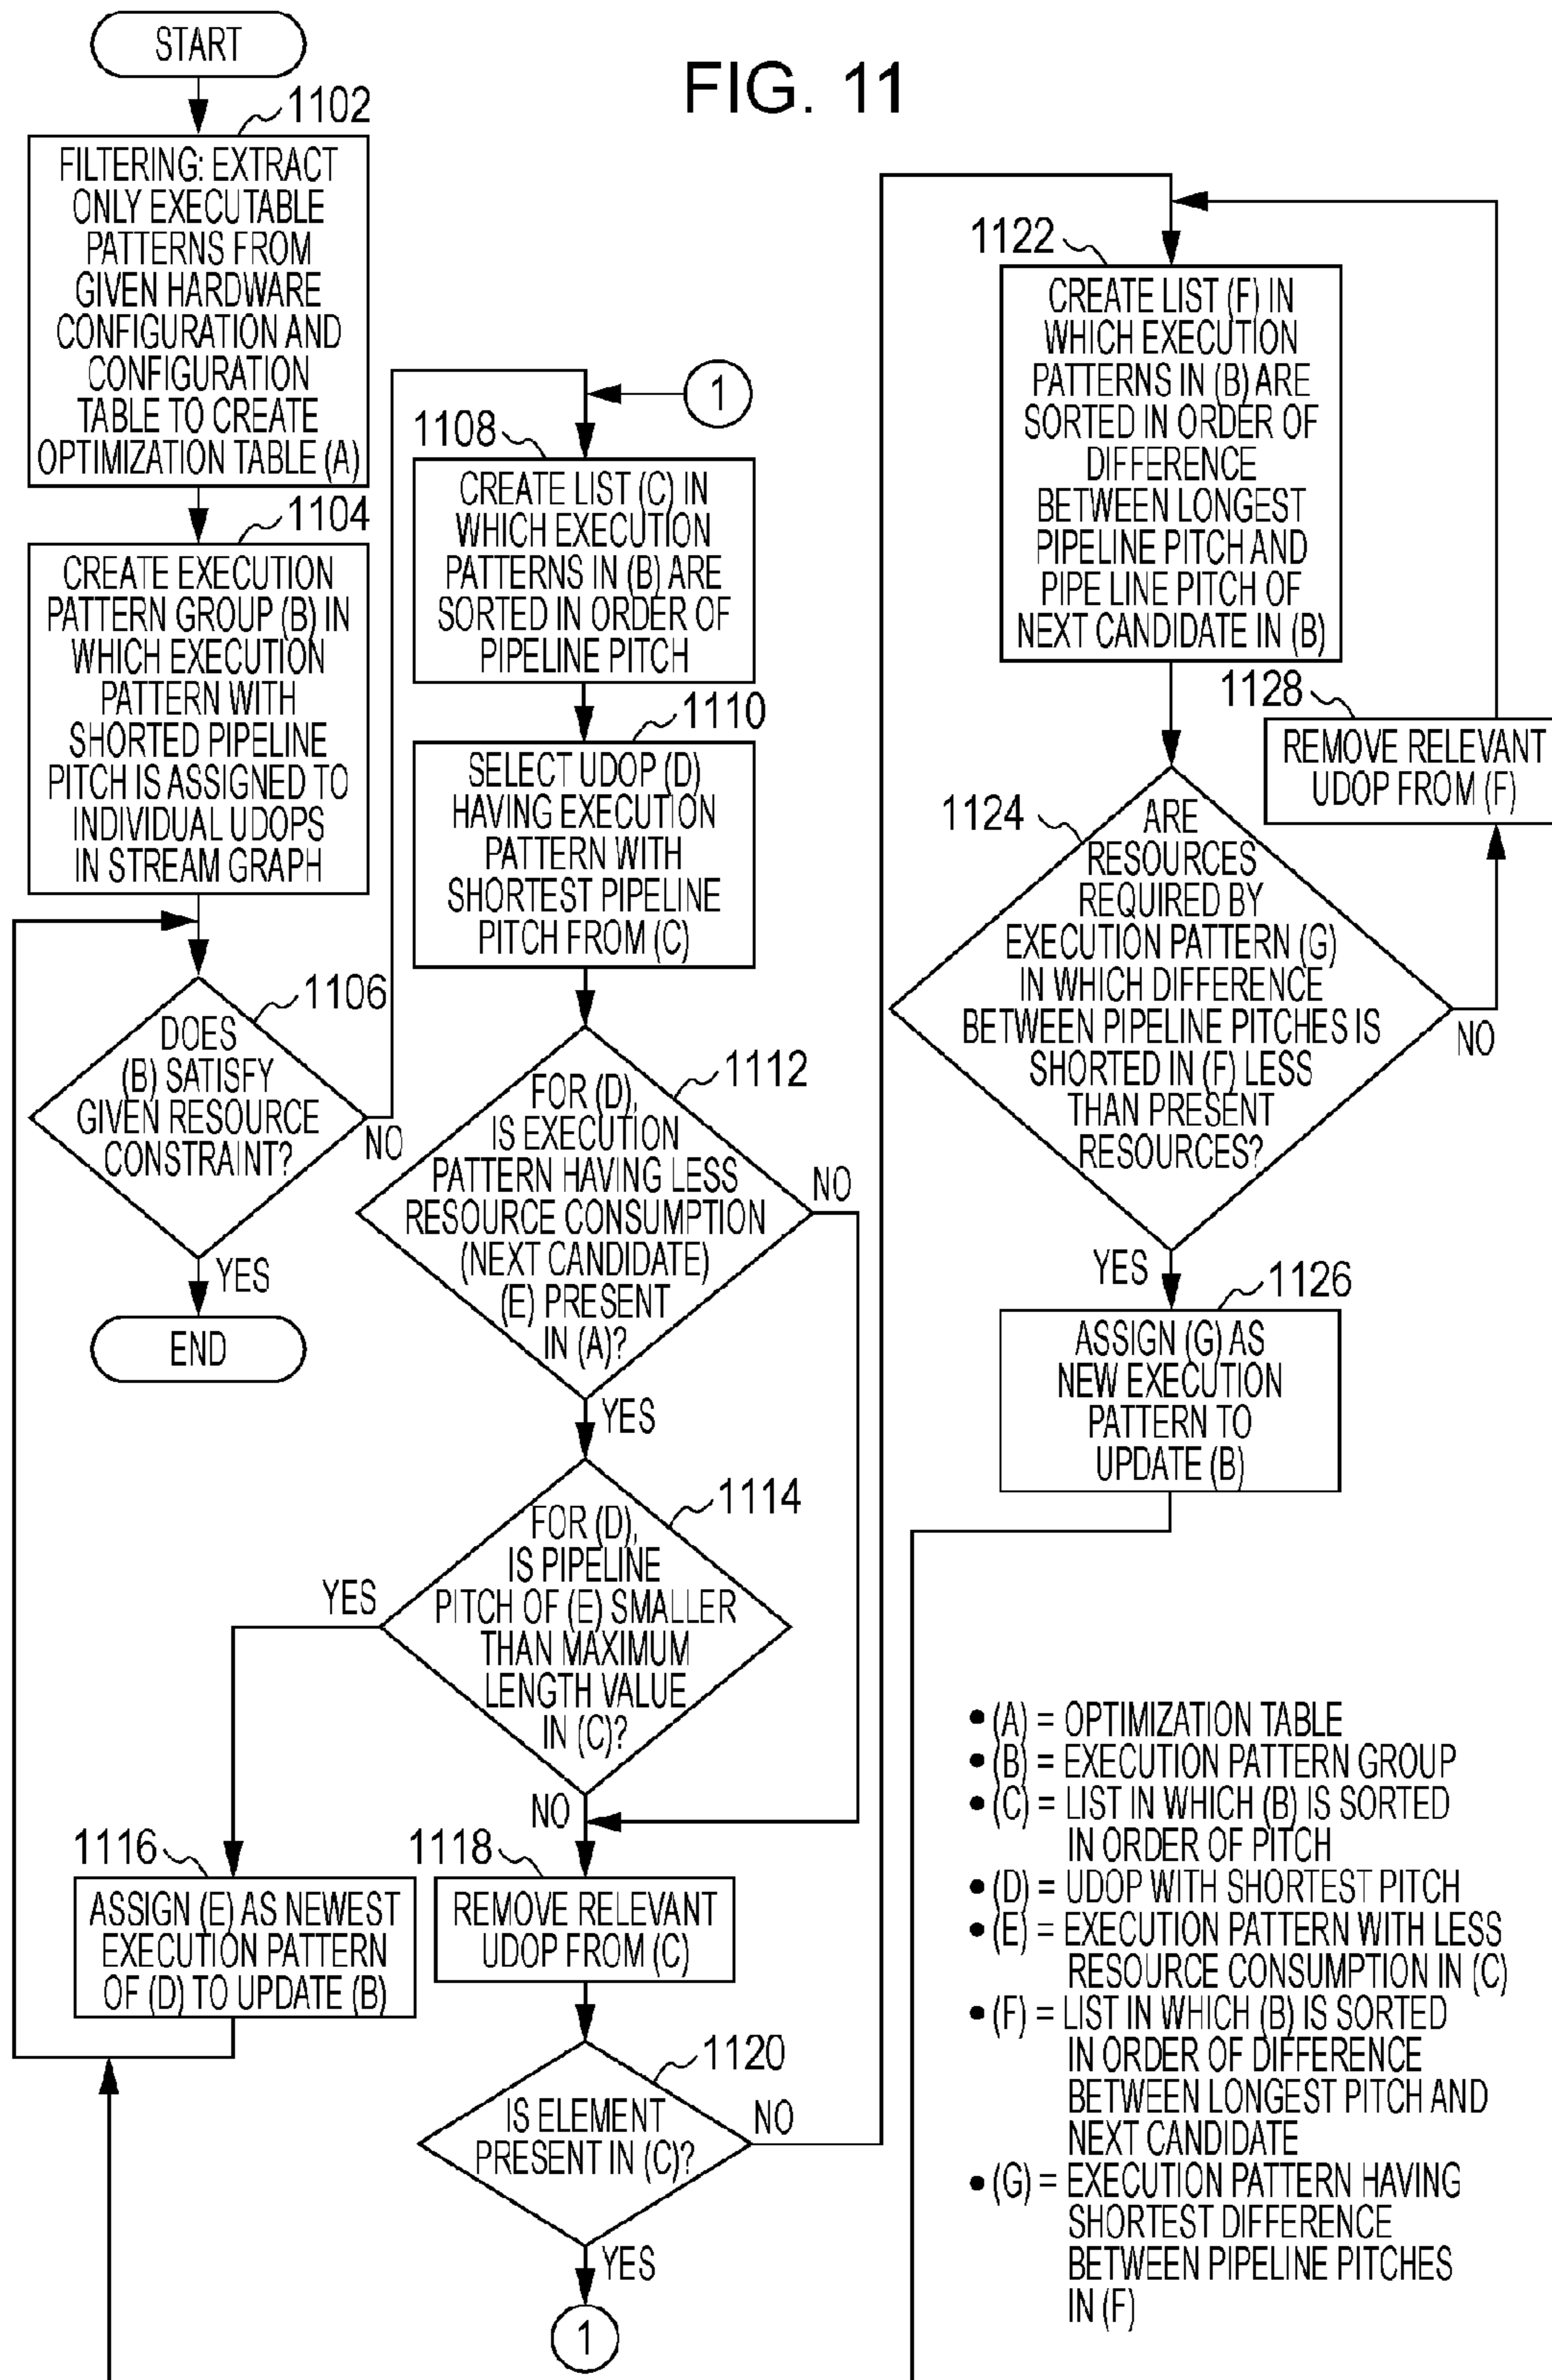 FIG. 11
START
1102
FILTERING: EXTRACT
ONLY EXECUTABLE
PATTERNS FROM
GIVEN HARDWARE
CONFIGURATION AND
CONFIGURATION
TABLE TO CREATE
OPTIMIZATION TABLE (A)
1104
CREATE EXECUTION
PATTERN GROUP (B) IN
WHICH EXECUTION
PATTERN WITH
SHORTED PIPELINE
PITCH IS ASSIGNED TO
INDIVIDUAL UDOPS
IN STREAM GRAPH
1106
DOES
(B) SATISFY
GIVEN RESOURCE
CONSTRAINT?
NO
YES
END
1
1108
CREATE LIST (C) IN
WHICH EXECUTION
PATTERNS IN (B) ARE
SORTED IN ORDER OF
PIPELINE PITCH
1110
SELECT UDOP (D)
HAVING EXECUTION
PATTERN WITH
SHORTEST PIPELINE
PITCH FROM (C)
1112
FOR (D),
IS EXECUTION
PATTERN HAVING LESS
RESOURCE CONSUMPTION
(NEXT CANDIDATE)
(E) PRESENT
IN (A)?
NO
YES
1114
FOR (D),
IS PIPELINE
PITCH OF (E) SMALLER
THAN MAXIMUM
LENGTH VALUE
IN (C)?
YES
NO
1116
ASSIGN (E) AS NEWEST
EXECUTION PATTERN
OF (D) TO UPDATE (B)
1118
REMOVE RELEVANT
UDOP FROM (C)
1120
IS ELEMENT
PRESENT IN (C)?
NO
YES
1
1122
CREATE LIST (F) IN
WHICH EXECUTION
PATTERNS IN (B) ARE
SORTED IN ORDER OF
DIFFERENCE
BETWEEN LONGEST
PIPELINE PITCH AND
PIPE LINE PITCH OF
NEXT CANDIDATE IN (B)
1124
ARE
RESOURCES
REQUIRED BY
EXECUTION PATTERN (G)
IN WHICH DIFFERENCE
BETWEEN PIPELINE PITCHES IS
SHORTED IN (F) LESS
THAN PRESENT
RESOURCES?
NO
YES
1128
REMOVE RELEVANT
UDOP FROM (F)
1126
ASSIGN (G) AS
NEW EXECUTION
PATTERN TO
UPDATE (B)
• (A) = OPTIMIZATION TABLE
• (B) = EXECUTION PATTERN GROUP
• (C) = LIST IN WHICH (B) IS SORTED
IN ORDER OF PITCH
• (D) = UDOP WITH SHORTEST PITCH
• (E) = EXECUTION PATTERN WITH LESS
RESOURCE CONSUMPTION IN (C)
• (F) = LIST IN WHICH (B) IS SORTED
IN ORDER OF DIFFERENCE
BETWEEN LONGEST PITCH AND
NEXT CANDIDATE
• (G) = EXECUTION PATTERN HAVING
SHORTEST DIFFERENCE
BETWEEN PIPELINE PITCHES
IN (F)